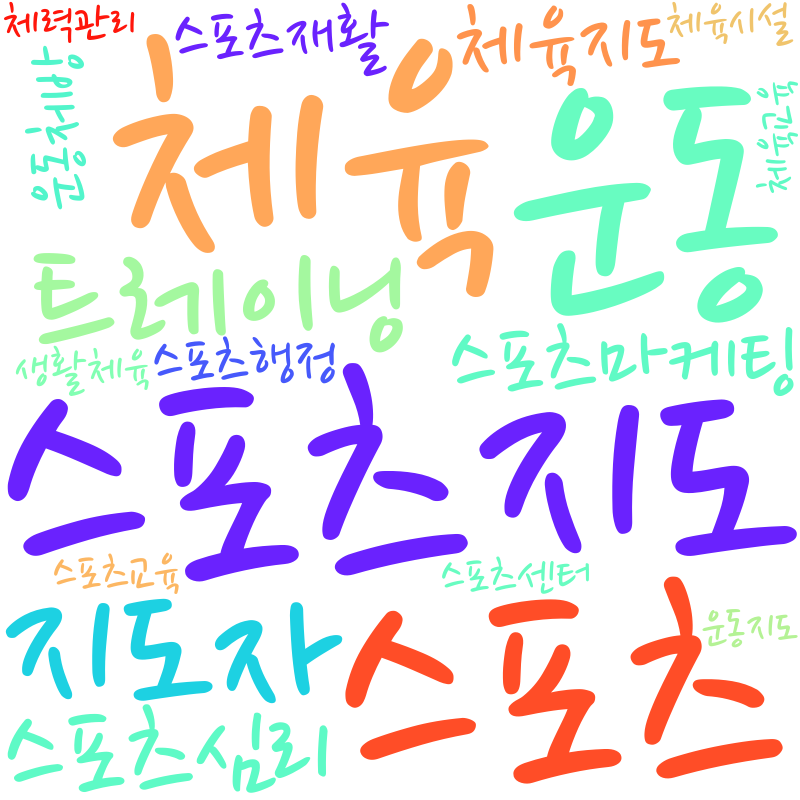 체력관리
스포츠재활
체육지도
체육시설
운동처방
체육
운동
체육교육
트레이닝
생활체육
스포츠행정
스포츠마케팅
스포츠지도
스포츠교육
스포츠센터
지도자
스포츠
운동지도
스포츠심리